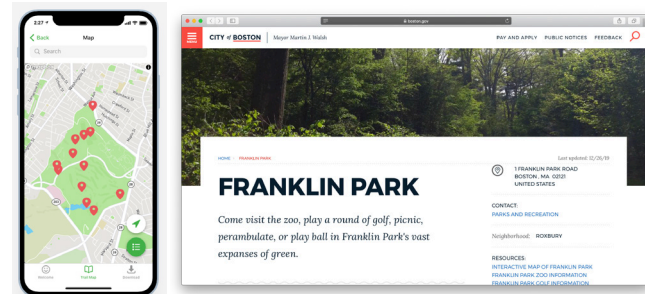 2:27
Back
Map
Search
Welcome
Trail Map
Download
boston.gov
CITY of BOSTON
Mayor Martin J. Walsh
PAY AND APPLY PUBLIC NOTICES FEEDBACK
MENU
HOME › FRANKLIN PARK
Last updated: 12/26/19
FRANKLIN PARK
Come visit the zoo, play a round of golf, picnic,
perambulate, or play ball in Franklin Park's vast
expanses of green.
1 FRANKLIN PARK ROAD
BOSTON, MA 02121
UNITED STATES
CONTACT:
PARKS AND RECREATION
Neighborhood: ROXBURY
RESOURCES:
INTERACTIVE MAP OF FRANKLIN PARK
FRANKLIN PARK ZOO INFORMATION
FRANKLIN PARK GOLF INFORMATION